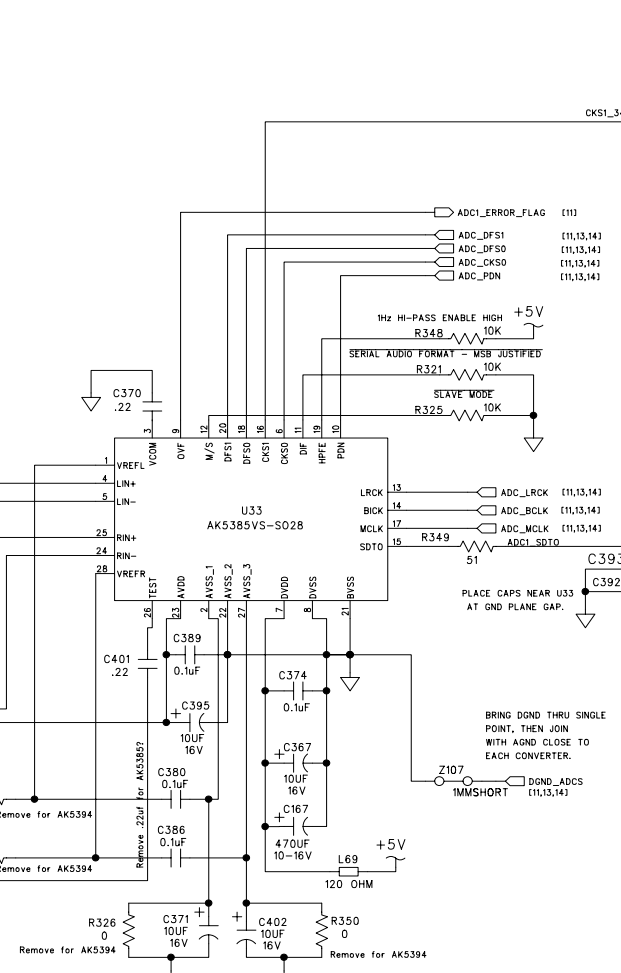 CKS1_34
ADC1_ERROR_FLAG [11]
ADC_DFS1 [11,13,14]
ADC_DFS0 [11,13,14]
ADC_CKS0 [11,13,14]
ADC_PDN [11,13,14]
1Hz HI-PASS ENABLE HIGH +5V
R348 10K
SERIAL AUDIO FORMAT - MSB JUSTIFIED
R321 10K
SLAVE MODE
R325 10K
C370
.22
3 9 12 20 18 16 6 11 19 10
VCOM OVF M/S DFS1 DFS0 CKS1 CKS0 DIF HPFE PDN
1 VREFL
4 LIN+
5 LIN-
25 RIN+
24 RIN-
28 VREFR
U33
AK5385VS-SO28
LRCK 13 ADC_LRCK [11,13,14]
BICK 14 ADC_BCLK [11,13,14]
MCLK 17 ADC_MCLK [11,13,14]
SDTO 15 R349 ADC1_SDTO
51
TEST AVDD AVSS_1 AVSS_2 AVSS_3 DVDD DVSS BVSS
26 23 2 22 27 7 8 21
C393
C392
PLACE CAPS NEAR U33
AT GND PLANE GAP.
C389
0.1uF
C401
.22
C374
0.1uF
C395
10UF
16V
BRING DGND THRU SINGLE
POINT, THEN JOIN
WITH AGND CLOSE TO
EACH CONVERTER.
C367
10UF
16V
Z107
1MMSHORT
DGND_ADCS
[11,13,14]
Remove .22uf for AK5385?
C380
0.1uF
Remove for AK5394
C167
470UF
10-16V
C386
0.1uF
Remove for AK5394
+5V
L69
120 OHM
R326
0
Remove for AK5394
C371
10UF
16V
C402
10UF
16V
R350
0
Remove for AK5394